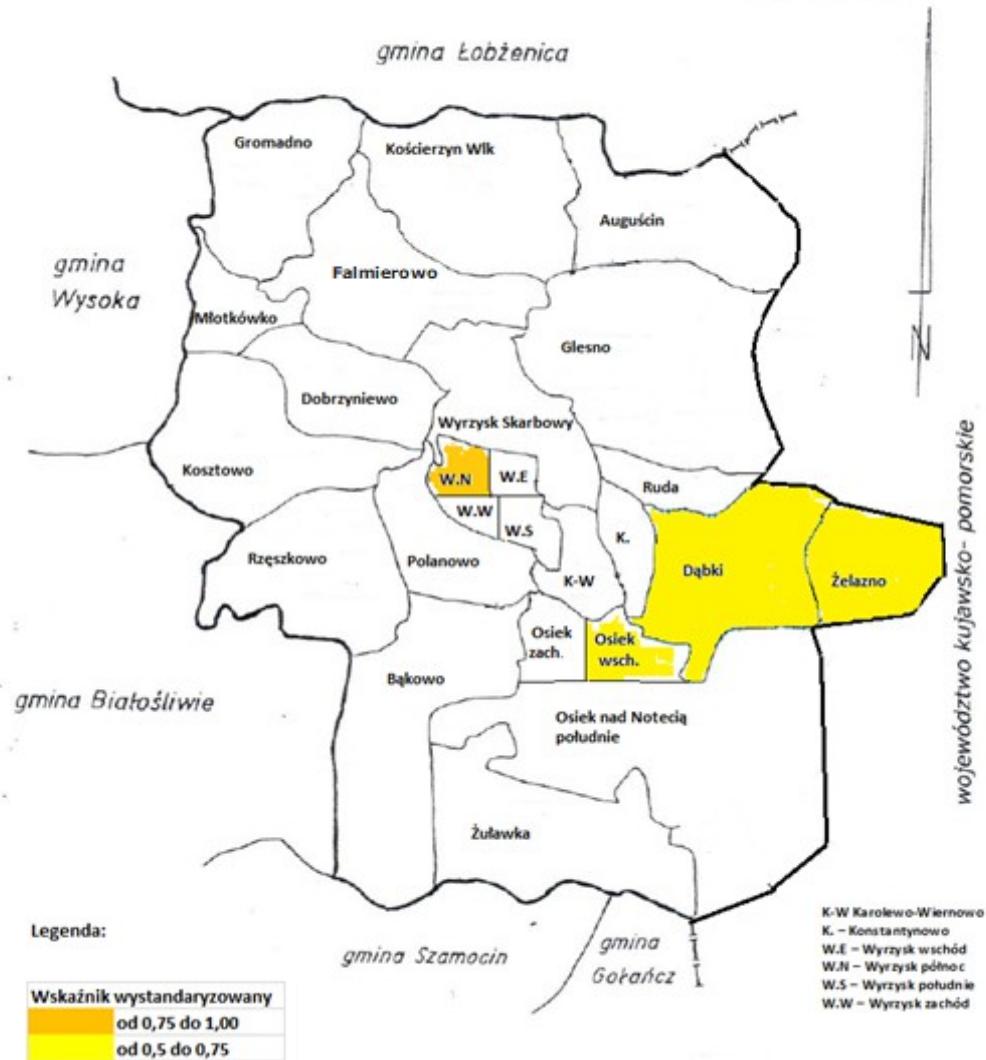 gmina Łobżenica
Gromadno
Kościerzyn Wlk
Auguścin
gmina
Wysoka
Falmierowo
Młotkówko
Glesno
N
Dobrzyniewo
Wyrzysk Skarbowy
Kosztowo
W.N
W.E
Ruda
W.W
W.S
K.
Rzęszkowo
Polanowo
K-W
Dąbki
Żelazno
województwo kujawsko- pomorskie
Osiek
zach.
Osiek
wsch.
Bąkowo
gmina Białośliwie
Osiek nad Notecią
południe
Żuławka
gmina Szamocin
gmina
Gołańcz
K-W Karolewo-Wiernowo
K. – Konstantynowo
W.E – Wyrzysk wschód
W.N – Wyrzysk północ
W.S – Wyrzysk południe
W.W – Wyrzysk zachód
Legenda:
Wskaźnik wystandaryzowany
od 0,75 do 1,00
od 0,5 do 0,75